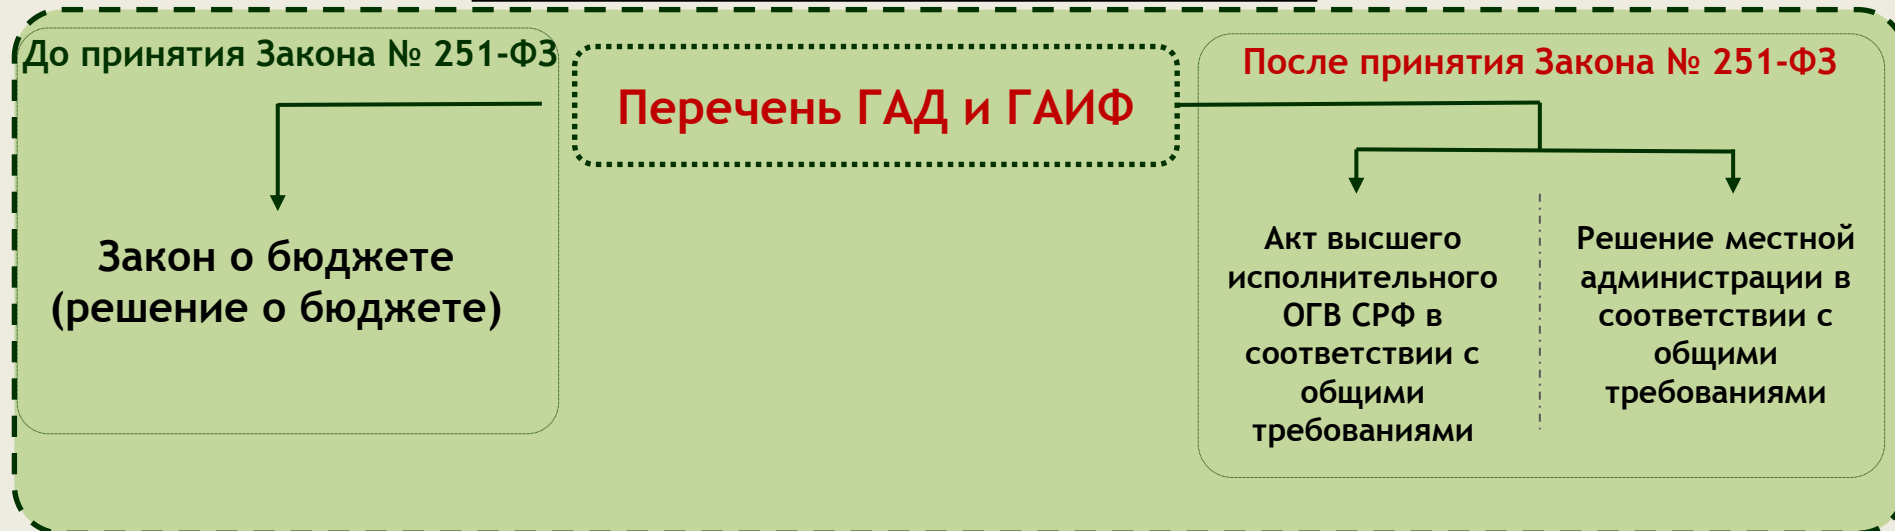 До принятия Закона № 251-ФЗ
Закон о бюджете
(решение о бюджете)
Перечень ГАД и ГАИФ
После принятия Закона № 251-ФЗ
Акт высшего
исполнительного
ОГВ СРФ в
соответствии с
общими
требованиями
Решение местной
администрации в
соответствии с
общими
требованиями